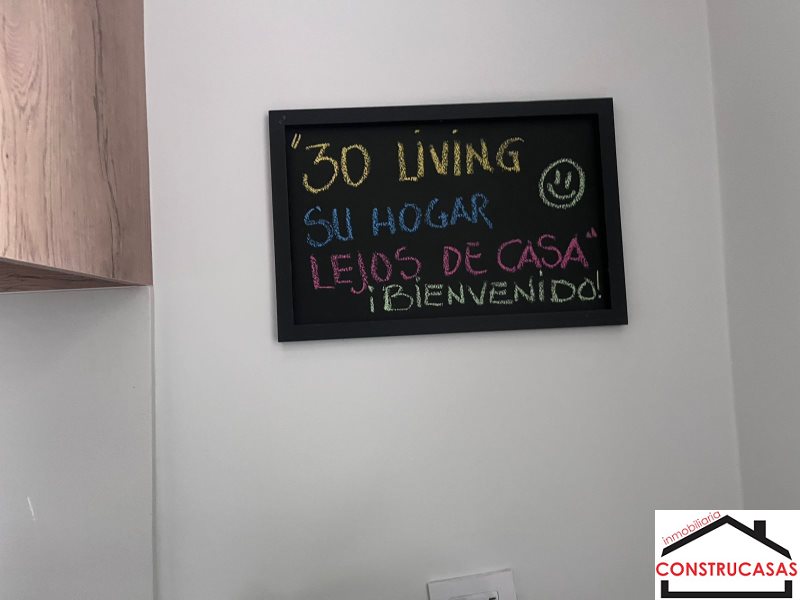 "30 LIVING
SU HOGAR
LEJOS DE CASA"
¡BIENVENIDO!
inmobiliaria
CONSTRUCASAS